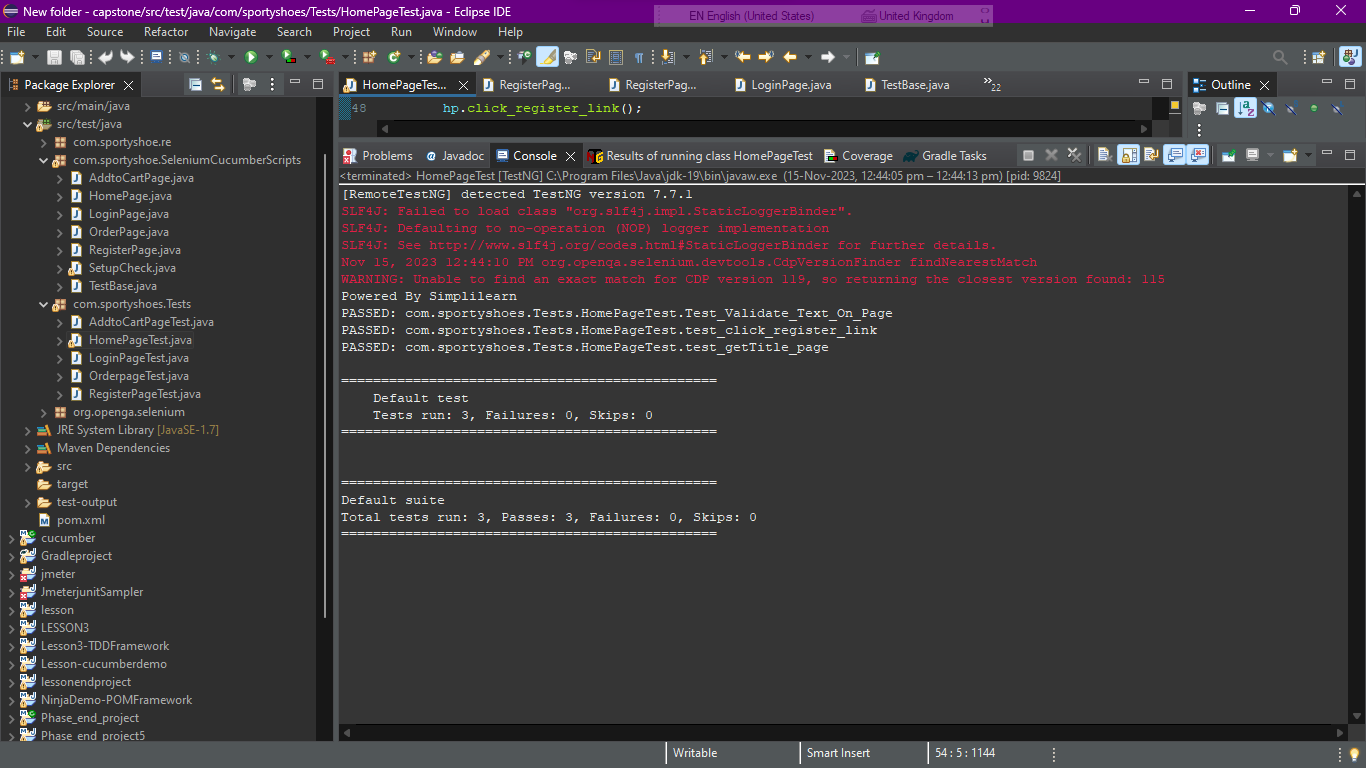 New folder - capstone/src/test/java/com/sportyshoes/Tests/HomePageTest.java - Eclipse IDE
EN English (United States) United Kingdom
File Edit Source Refactor Navigate Search Project Run Window Help
Package Explorer
src/main/java
src/test/java
com.sportyshoe.re
com.sportyshoe.SeleniumCucumberScripts
AddtoCartPage.java
HomePage.java
LoginPage.java
OrderPage.java
RegisterPage.java
SetupCheck.java
TestBase.java
com.sportyshoes.Tests
AddtoCartPageTest.java
HomePageTest.java
LoginPageTest.java
OrderpageTest.java
RegisterPageTest.java
org.openga.selenium
JRE System Library [JavaSE-1.7]
Maven Dependencies
src
target
test-output
pom.xml
cucumber
Gradleproject
jmeter
JmeterjunitSampler
lesson
LESSON3
Lesson3-TDDFramework
Lesson-cucumberdemo
lessonendproject
NinjaDemo-POMFramework
Phase_end_project
Phase_end_project5
HomePageTes... RegisterPag... RegisterPag... LoginPage.java TestBase.java »22
48 hp.click_register_link();
Outline
Problems Javadoc Console Results of running class HomePageTest Coverage Gradle Tasks
<terminated> HomePageTest [TestNG] C:\Program Files\Java\jdk-19\bin\javaw.exe (15-Nov-2023, 12:44:05 pm – 12:44:13 pm) [pid: 9824]
[RemoteTestNG] detected TestNG version 7.7.1
SLF4J: Failed to load class "org.slf4j.impl.StaticLoggerBinder".
SLF4J: Defaulting to no-operation (NOP) logger implementation
SLF4J: See http://www.slf4j.org/codes.html#StaticLoggerBinder for further details.
Nov 15, 2023 12:44:10 PM org.openqa.selenium.devtools.CdpVersionFinder findNearestMatch
WARNING: Unable to find an exact match for CDP version 119, so returning the closest version found: 115
Powered By Simplilearn
PASSED: com.sportyshoes.Tests.HomePageTest.Test_Validate_Text_On_Page
PASSED: com.sportyshoes.Tests.HomePageTest.test_click_register_link
PASSED: com.sportyshoes.Tests.HomePageTest.test_getTitle_page
===============================================
Default test
Tests run: 3, Failures: 0, Skips: 0
===============================================
===============================================
Default suite
Total tests run: 3, Passes: 3, Failures: 0, Skips: 0
===============================================
Writable Smart Insert 54 : 5 : 1144